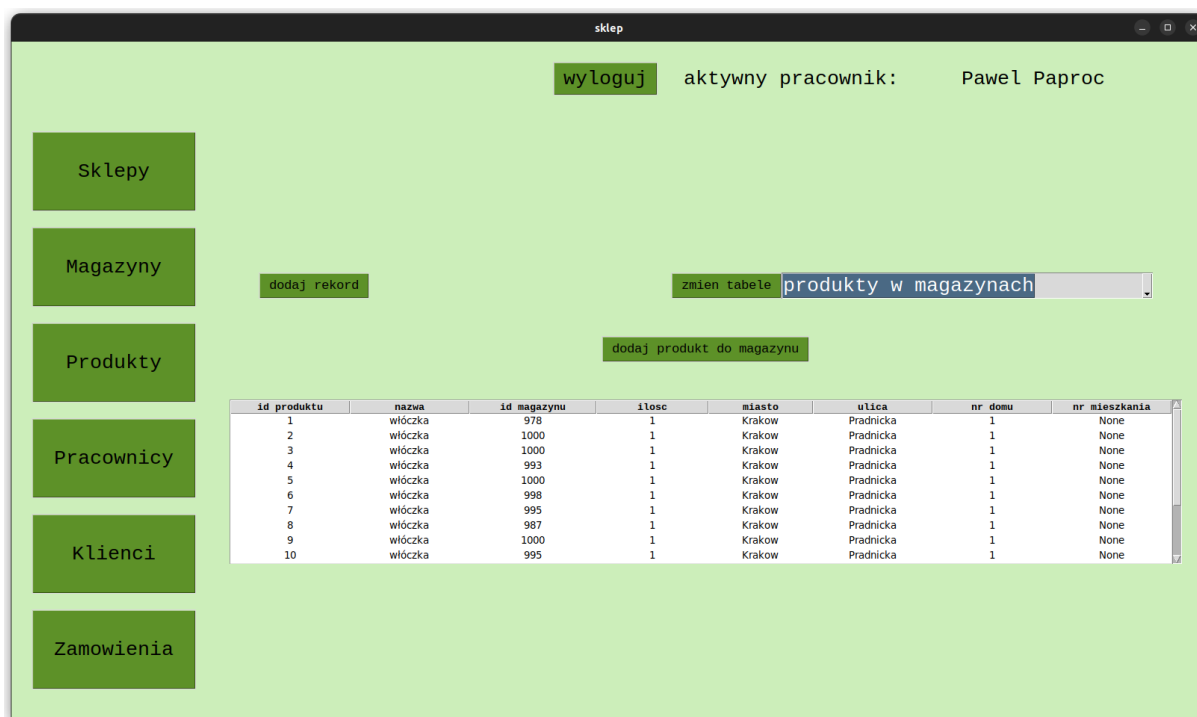 sklep
wyloguj aktywny pracownik: Pawel Paproc
Sklepy
Magazyny
dodaj rekord zmien tabele produkty w magazynach
Produkty
dodaj produkt do magazynu
id produktu nazwa id magazynu ilosc miasto ulica nr domu nr mieszkania
1 włóczka 978 1 Krakow Pradnicka 1 None
2 włóczka 1000 1 Krakow Pradnicka 1 None
3 włóczka 1000 1 Krakow Pradnicka 1 None
4 włóczka 993 1 Krakow Pradnicka 1 None
5 włóczka 1000 1 Krakow Pradnicka 1 None
6 włóczka 998 1 Krakow Pradnicka 1 None
7 włóczka 995 1 Krakow Pradnicka 1 None
8 włóczka 987 1 Krakow Pradnicka 1 None
9 włóczka 1000 1 Krakow Pradnicka 1 None
10 włóczka 995 1 Krakow Pradnicka 1 None
Pracownicy
Klienci
Zamowienia